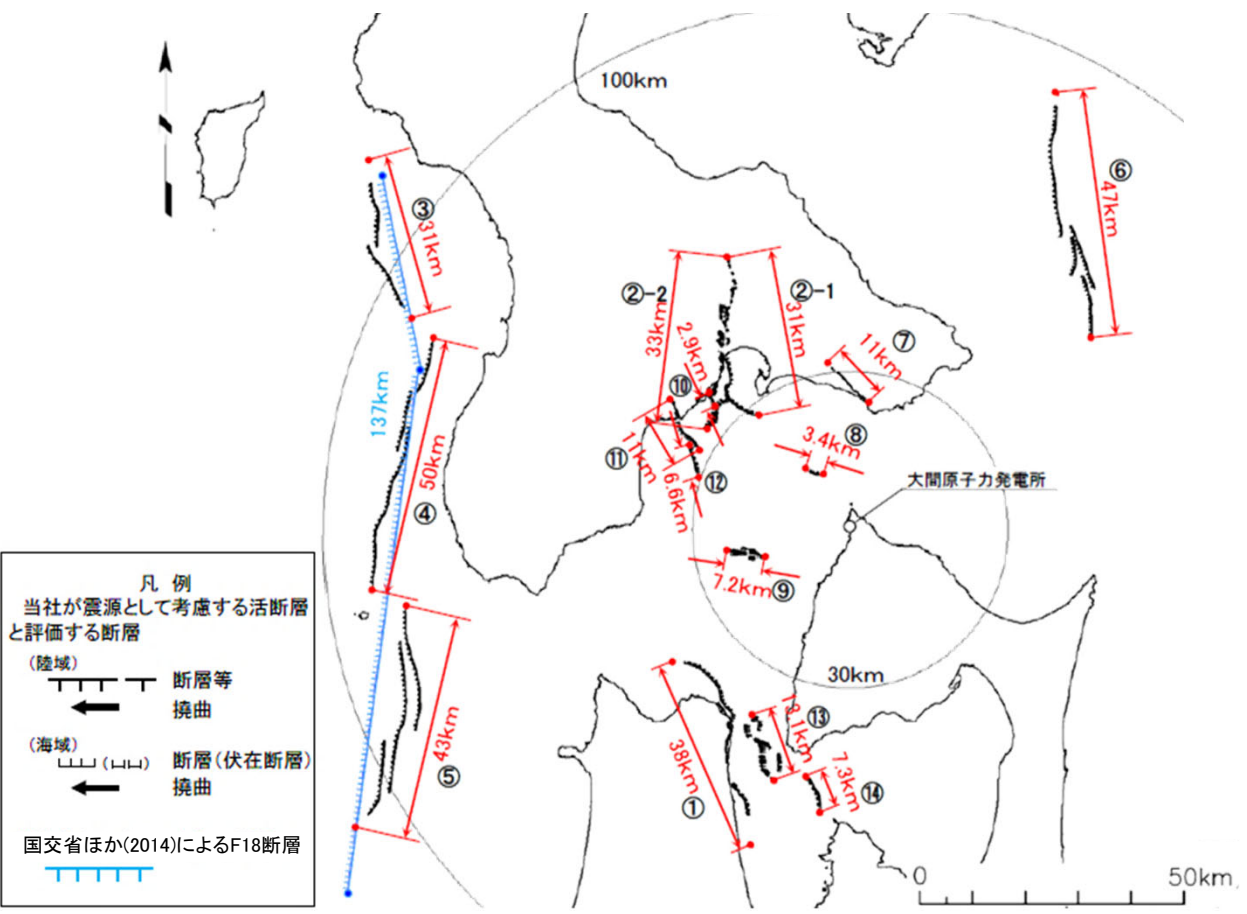 100km
⑥
47km
③
31km
②-2
②-1
33km
31km
2.9km
⑦
11km
137km
⑩
50km
⑧
3.4km
⑪
11km
⑫
6.6km
大間原子力発電所
④
7.2km
⑨
30km
43km
⑤
38km
①
13.1km
⑬
7.3km
⑭
凡 例
当社が震源として考慮する活断層
と評価する断層
(陸域)
断層等
撓曲
(海域)
断層(伏在断層)
撓曲
国交省ほか(2014)によるF18断層
0
50km